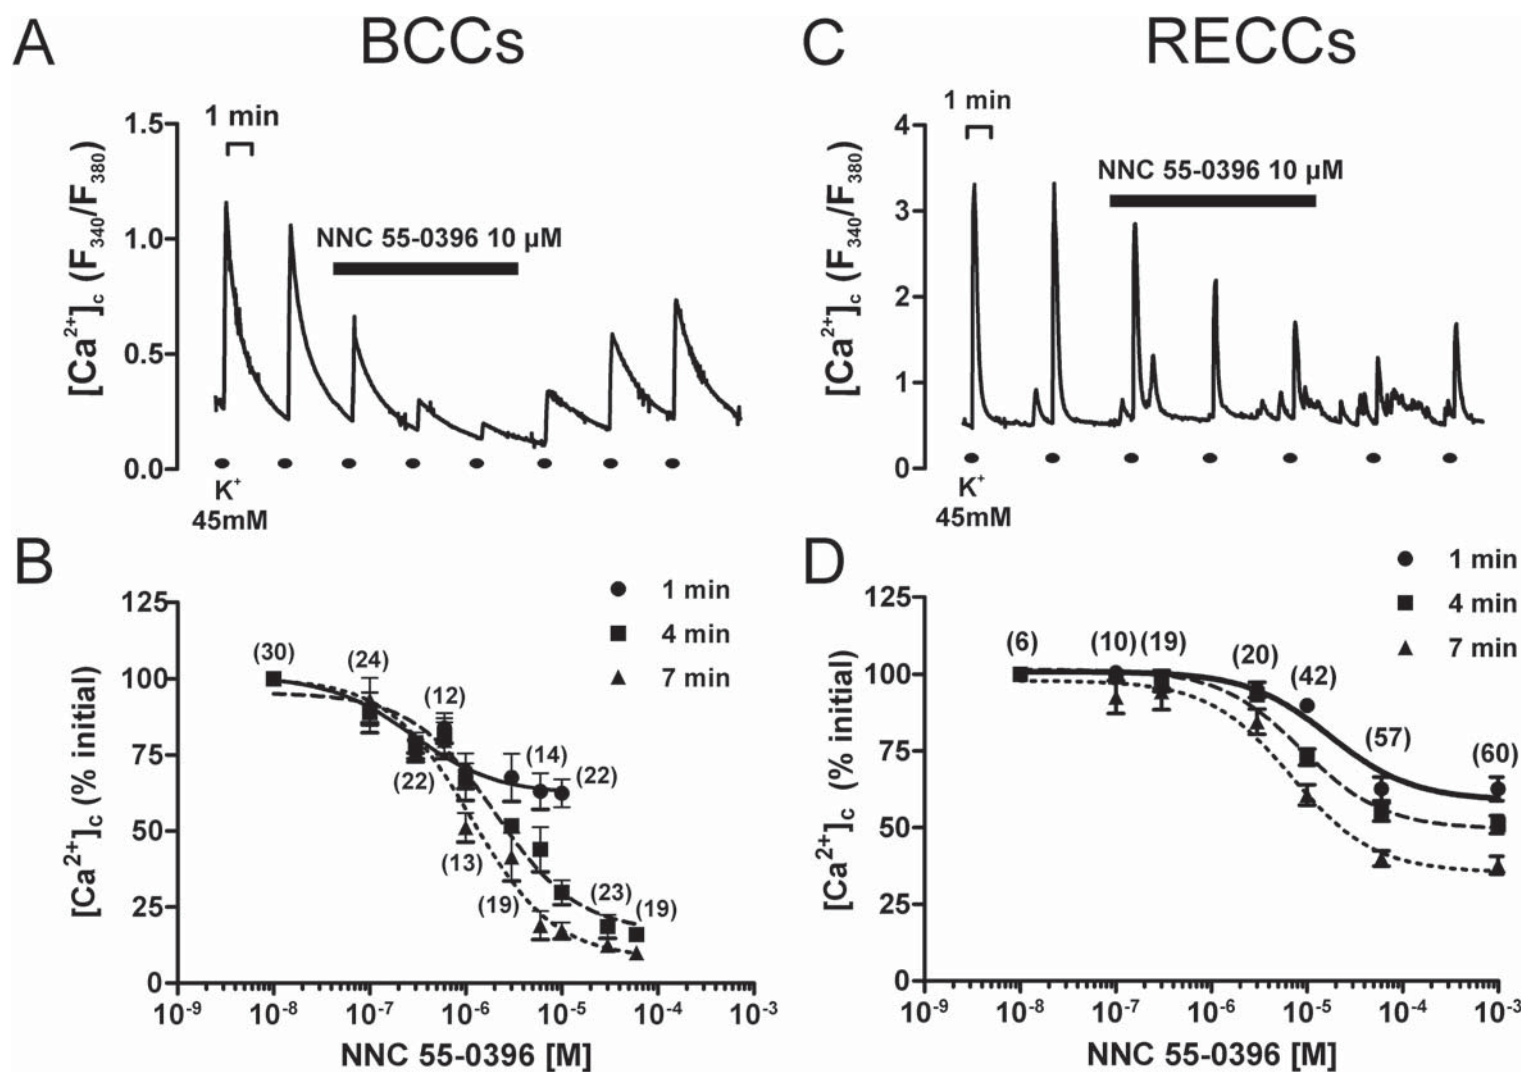 A
BCCs
1 min
[Ca²⁺]c (F340/F380)
1.5
1.0
0.5
0.0
NNC 55-0396 10 µM
K⁺
45mM
C
RECCs
1 min
[Ca²⁺]c (F340/F380)
4
3
2
1
0
NNC 55-0396 10 µM
K⁺
45mM
B
1 min
4 min
7 min
[Ca²⁺]c (% initial)
125
100
75
50
25
0
(30)
(24)
(12)
(22)
(14)
(22)
(13)
(19)
(23)
(19)
10⁻⁹ 10⁻⁸ 10⁻⁷ 10⁻⁶ 10⁻⁵ 10⁻⁴ 10⁻³
NNC 55-0396 [M]
D
1 min
4 min
7 min
[Ca²⁺]c (% initial)
125
100
75
50
25
0
(6)
(10) (19)
(20)
(42)
(57)
(60)
10⁻⁹ 10⁻⁸ 10⁻⁷ 10⁻⁶ 10⁻⁵ 10⁻⁴ 10⁻³
NNC 55-0396 [M]